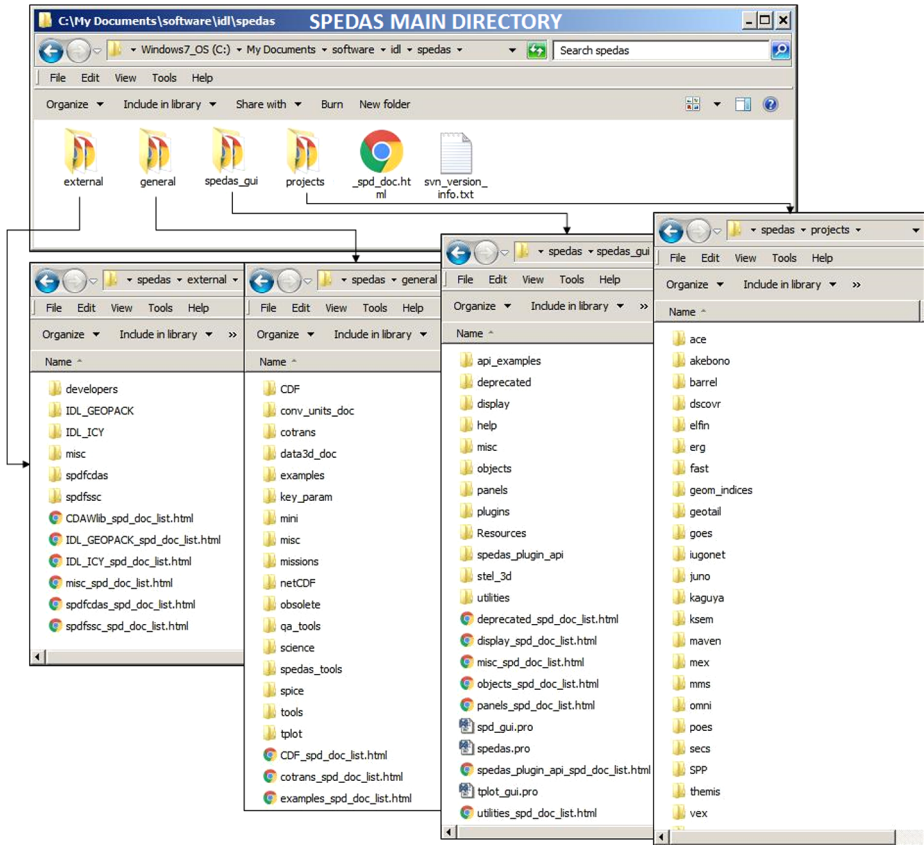 C:\My Documents\software\idl\spedas SPEDAS MAIN DIRECTORY
Windows7_OS (C:) My Documents software idl spedas Search spedas
File Edit View Tools Help
Organize Include in library Share with Burn New folder
external general spedas_gui projects _spd_doc.ht
ml svn_version_
info.txt
spedas external
File Edit View Tools Help
Organize Include in library »
Name
developers
IDL_GEOPACK
IDL_ICY
misc
spdfcdas
spdfssc
CDAWlib_spd_doc_list.html
IDL_GEOPACK_spd_doc_list.html
IDL_ICY_spd_doc_list.html
misc_spd_doc_list.html
spdfcdas_spd_doc_list.html
spdfssc_spd_doc_list.html
spedas general
File Edit View Tools Help
Organize Include in library
Name
CDF
conv_units_doc
cotrans
data3d_doc
examples
key_param
mini
misc
missions
netCDF
obsolete
qa_tools
science
spedas_tools
spice
tools
tplot
CDF_spd_doc_list.html
cotrans_spd_doc_list.html
examples_spd_doc_list.html
spedas spedas_gui
File Edit View Tools Help
Organize Include in library »
Name
api_examples
deprecated
display
help
misc
objects
panels
plugins
Resources
spedas_plugin_api
stel_3d
utilities
deprecated_spd_doc_list.html
display_spd_doc_list.html
misc_spd_doc_list.html
objects_spd_doc_list.html
panels_spd_doc_list.html
spd_gui.pro
spedas.pro
spedas_plugin_api_spd_doc_list.html
tplot_gui.pro
utilities_spd_doc_list.html
spedas projects
File Edit View Tools Help
Organize Include in library »
Name
ace
akebono
barrel
dscovr
elfin
erg
fast
geom_indices
geotail
goes
iugonet
juno
kaguya
ksem
maven
mex
mms
omni
poes
secs
SPP
themis
vex